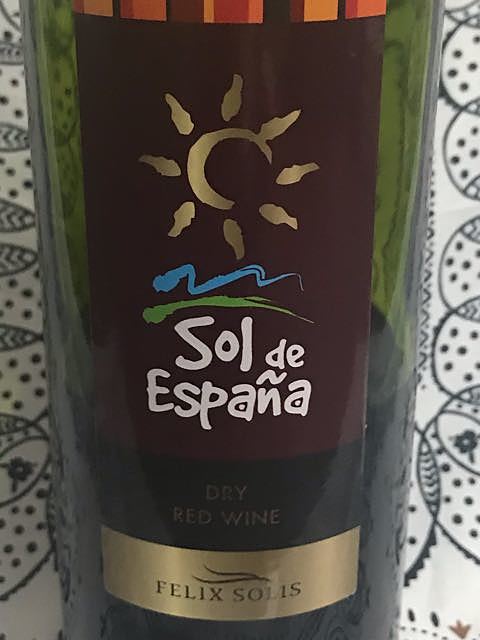 Sol de
España
DRY
RED WINE
FELIX SOLIS